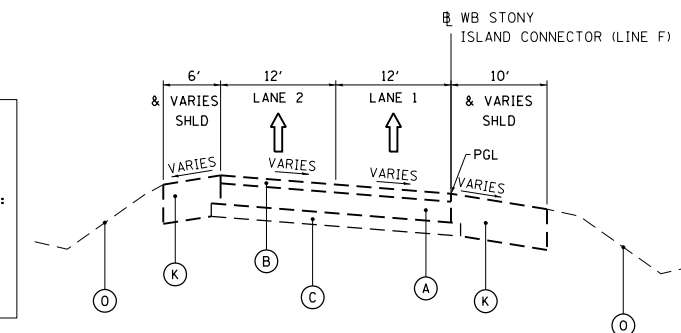 ℄ WB STONY
ISLAND CONNECTOR (LINE F)
6' 12' 12' 10'
& VARIES LANE 2 LANE 1 & VARIES
SHLD SHLD
PGL
VARIES VARIES VARIES VARIES
:
B A
K C K
O O